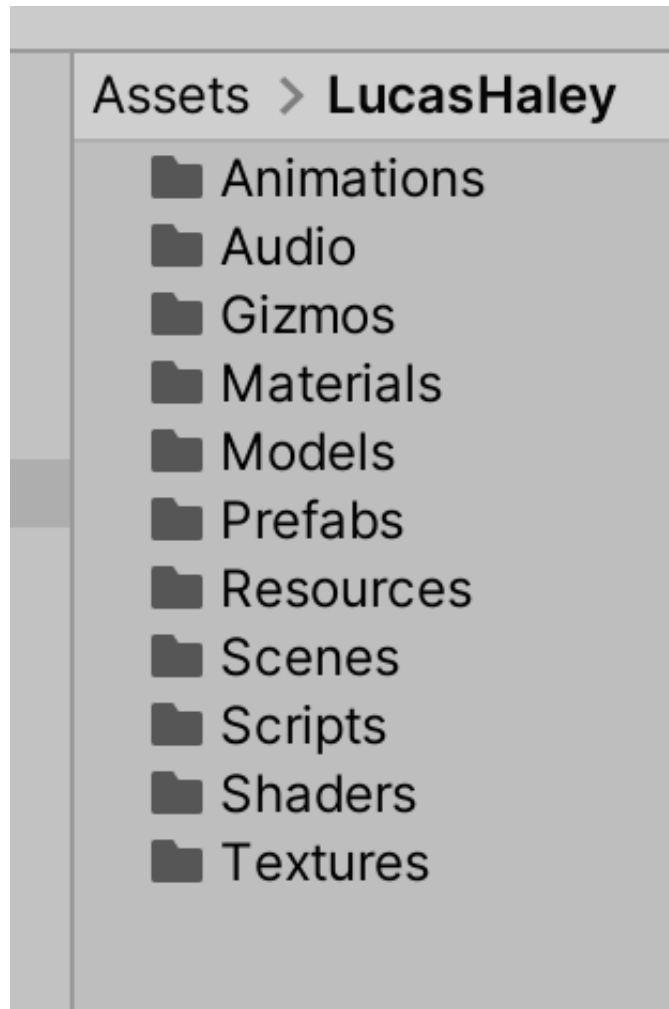 Assets > LucasHaley
Animations
Audio
Gizmos
Materials
Models
Prefabs
Resources
Scenes
Scripts
Shaders
Textures